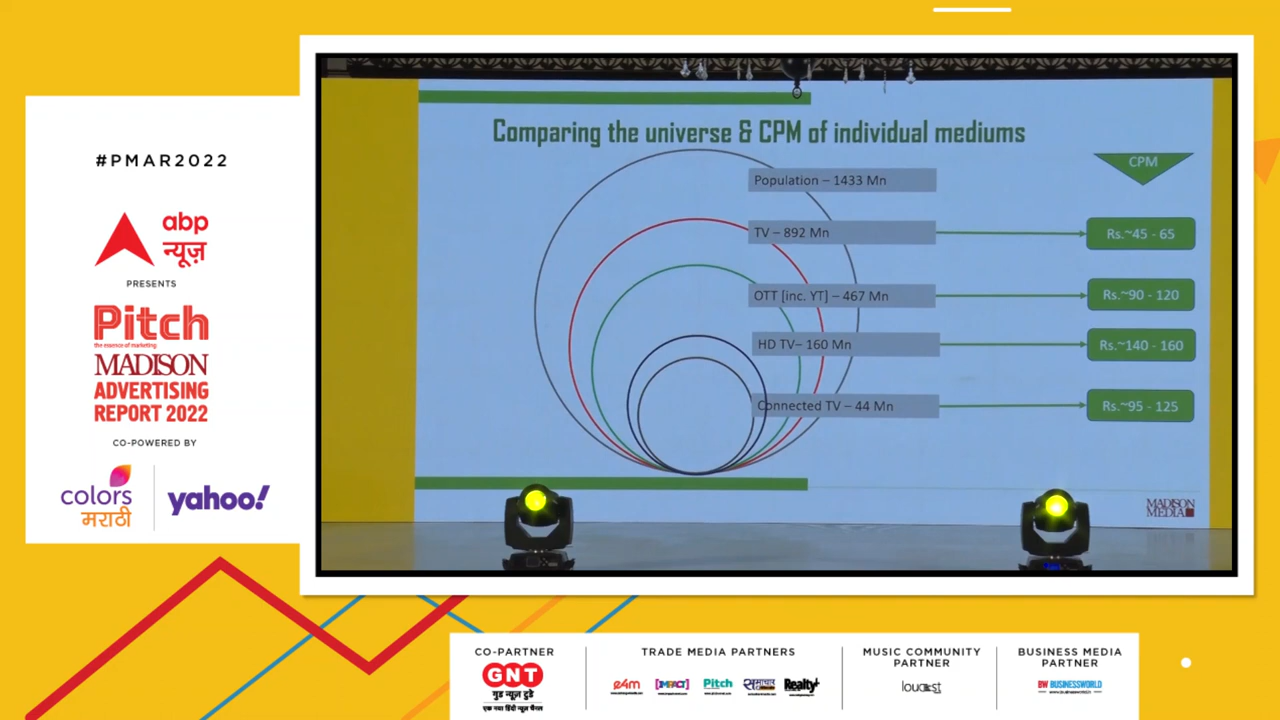 #PMAR2022
abp
न्यूज़
PRESENTS
Pitch
the essence of marketing
MADISON
ADVERTISING
REPORT 2022
CO-POWERED BY
colors
मराठी
yahoo!
Comparing the universe & CPM of individual mediums
CPM
Population – 1433 Mn
TV – 892 Mn
Rs.~45 - 65
OTT [inc. YT] – 467 Mn
Rs.~90 - 120
HD TV– 160 Mn
Rs.~140 - 160
Connected TV – 44 Mn
Rs.~95 - 125
MADISON
MEDIA
CO-PARTNER
GNT
गुड न्यूज़ टुडे
एक नया हिंदी न्यूज़ चैनल
TRADE MEDIA PARTNERS
e4m
[IMPACT]
Pitch
समाचार
Realty+
MUSIC COMMUNITY
PARTNER
BUSINESS MEDIA
PARTNER
BW BUSINESSWORLD